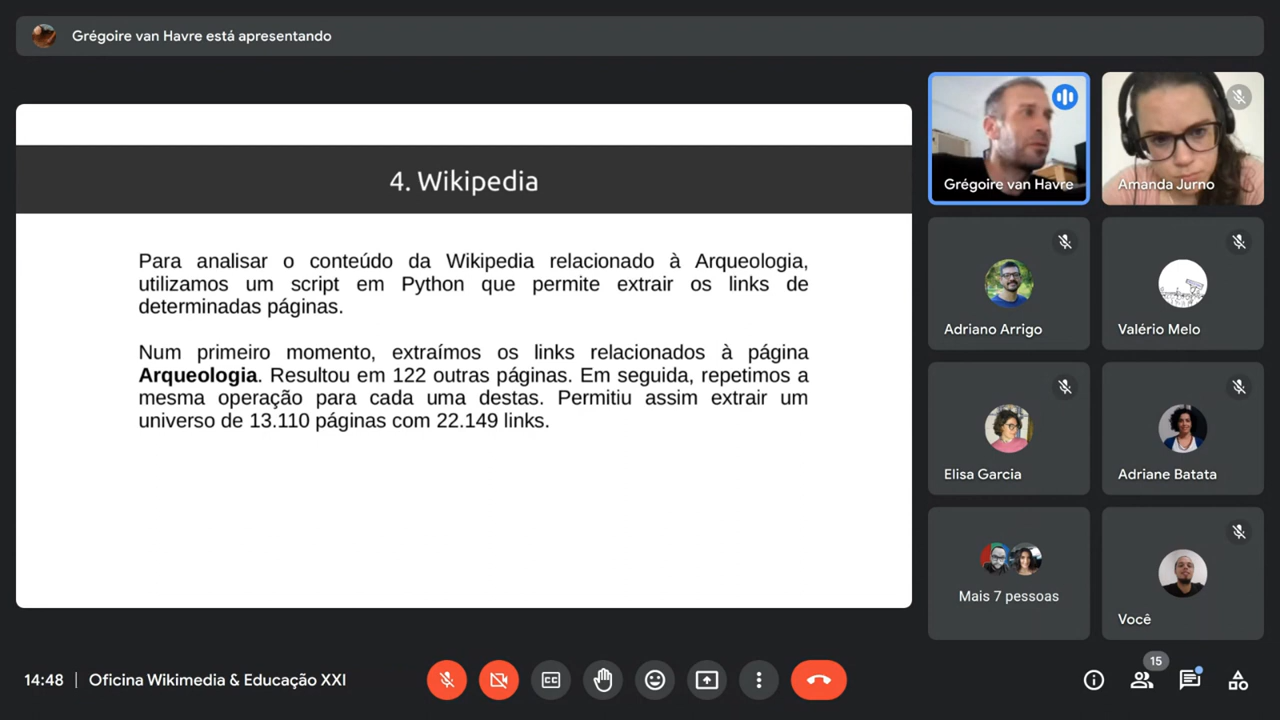 Grégoire van Havre está apresentando
4. Wikipedia
Para analisar o conteúdo da Wikipedia relacionado à Arqueologia,
utilizamos um script em Python que permite extrair os links de
determinadas páginas.
Num primeiro momento, extraímos os links relacionados à página
Arqueologia. Resultou em 122 outras páginas. Em seguida, repetimos a
mesma operação para cada uma destas. Permitiu assim extrair um
universo de 13.110 páginas com 22.149 links.
Grégoire van Havre
Amanda Jurno
Adriano Arrigo
Valério Melo
Elisa Garcia
Adriane Batata
Mais 7 pessoas
Você
14:48 | Oficina Wikimedia & Educação XXI
CC
15